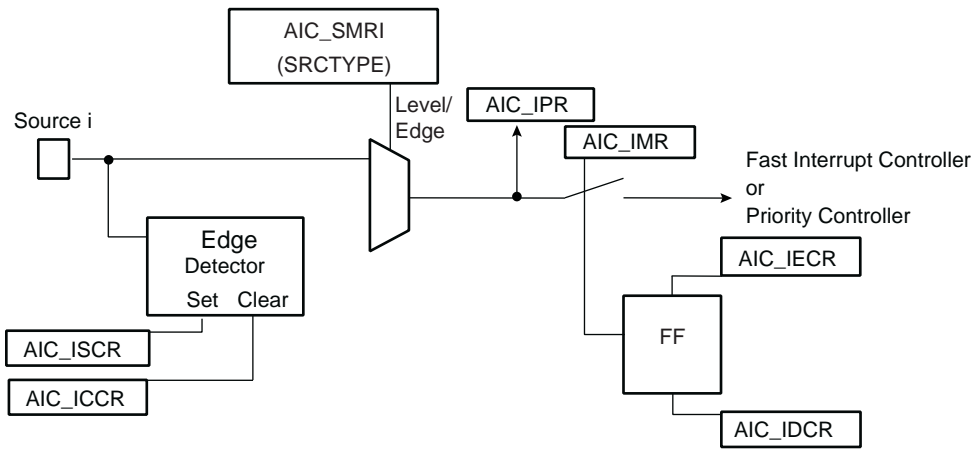 AIC_SMRI
(SRCTYPE)
Source i
Level/
Edge
AIC_IPR
AIC_IMR
Fast Interrupt Controller
or
Priority Controller
Edge
Detector
Set Clear
AIC_IECR
FF
AIC_ISCR
AIC_ICCR
AIC_IDCR